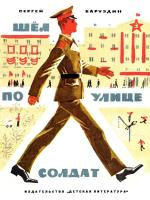 СЕРГЕЙ БАРУЗДИН
ШЁЛ
ПО УЛИЦЕ
СОЛДАТ
ИЗДАТЕЛЬСТВО «ДЕТСКАЯ ЛИТЕРАТУРА»